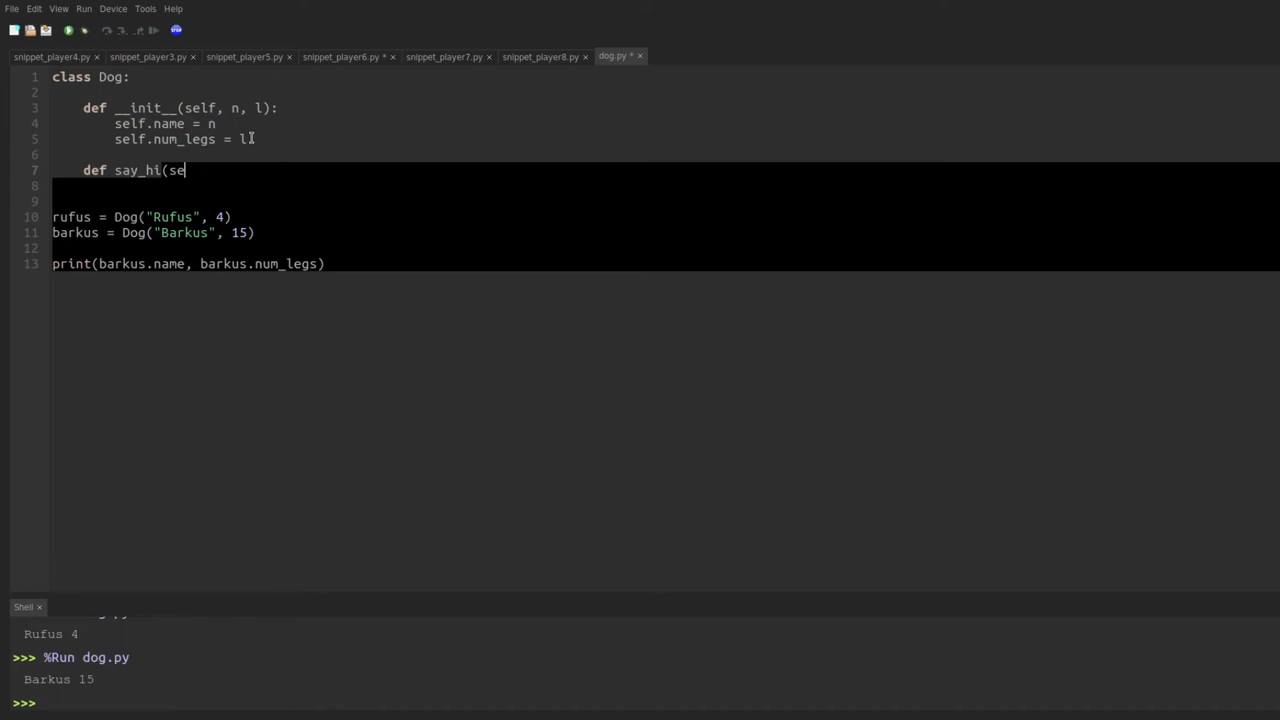 File Edit View Run Device Tools Help
STOP
snippet_player4.py × snippet_player3.py × snippet_player5.py × snippet_player6.py * × snippet_player7.py × snippet_player8.py × dog.py * ×
1 class Dog:
2
3 def __init__(self, n, l):
4 self.name = n
5 self.num_legs = l
6
7 def say_hi(se
8
9
10 rufus = Dog("Rufus", 4)
11 barkus = Dog("Barkus", 15)
12
13 print(barkus.name, barkus.num_legs)
Shell ×
Rufus 4
>>> %Run dog.py
Barkus 15
>>>